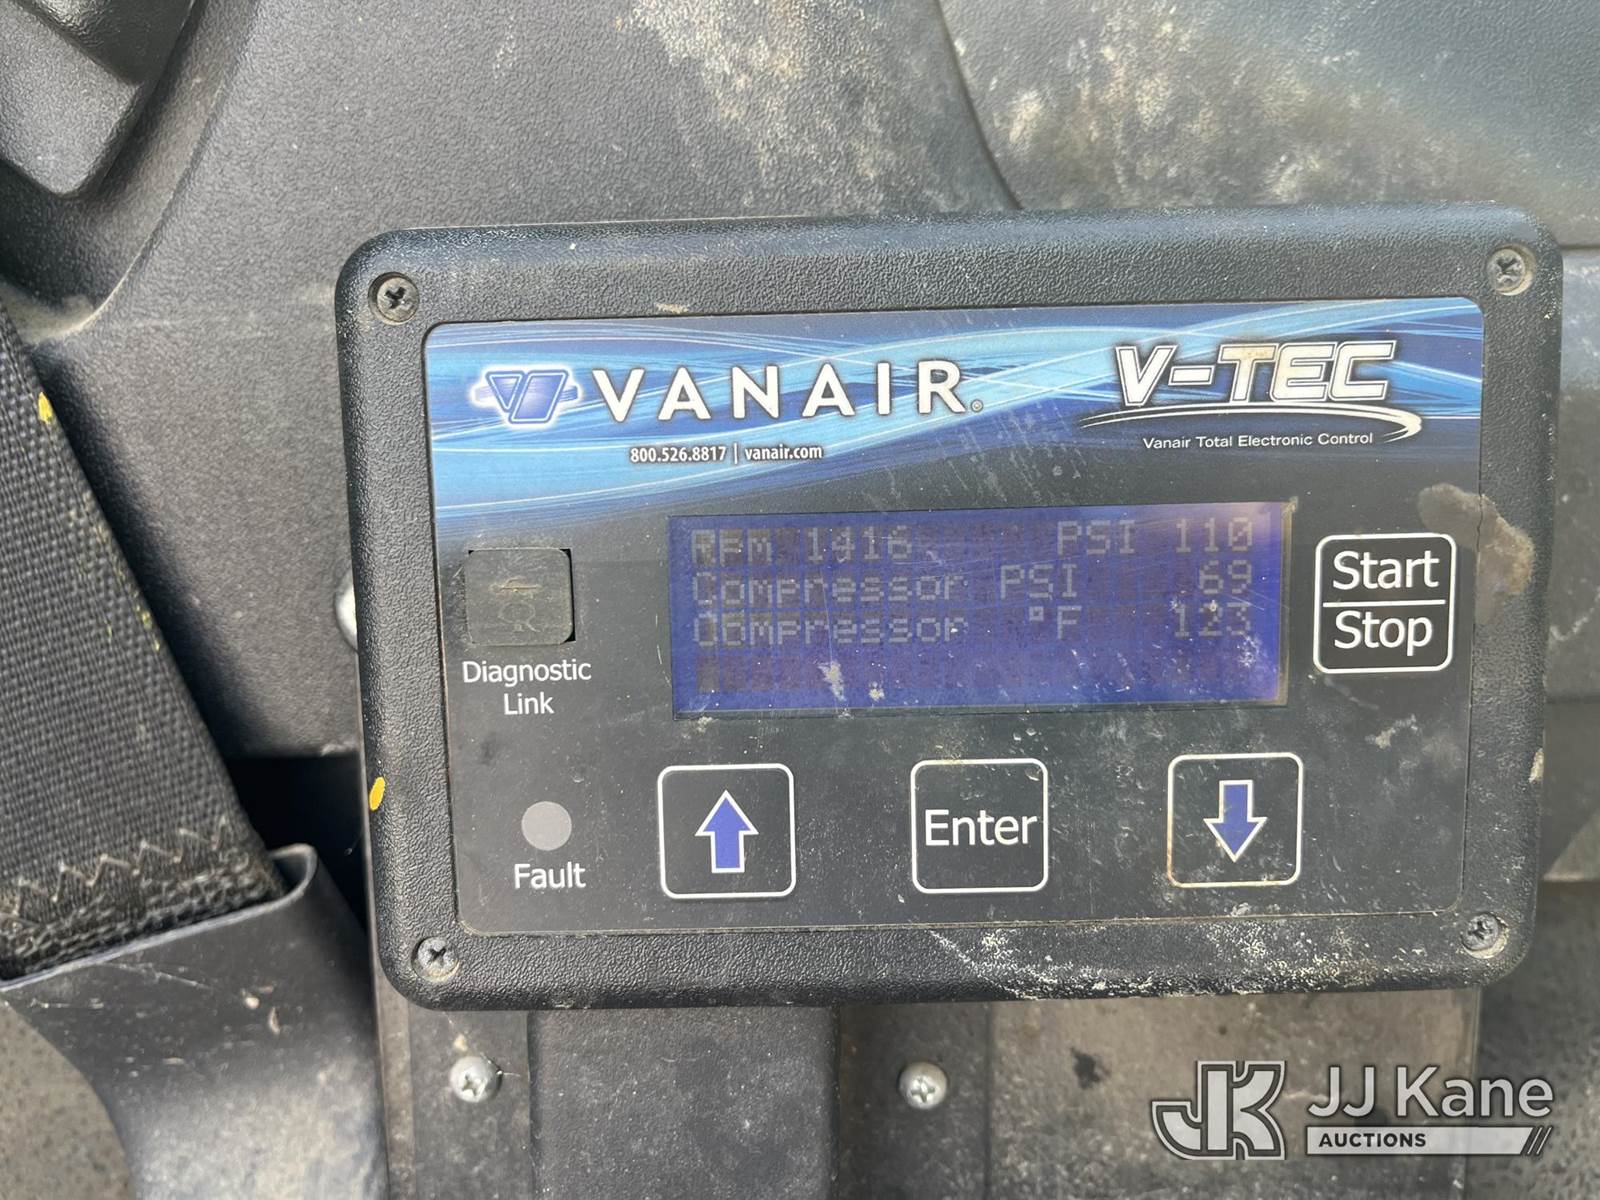 VANAIR®
800.526.8817 | vanair.com
V-TEC
Vanair Total Electronic Control
RPM 1416 PSI 110
Compressor PSI 69
Compressor °F 123
Start
Stop
Diagnostic
Link
Fault
Enter
JK JJ Kane
AUCTIONS